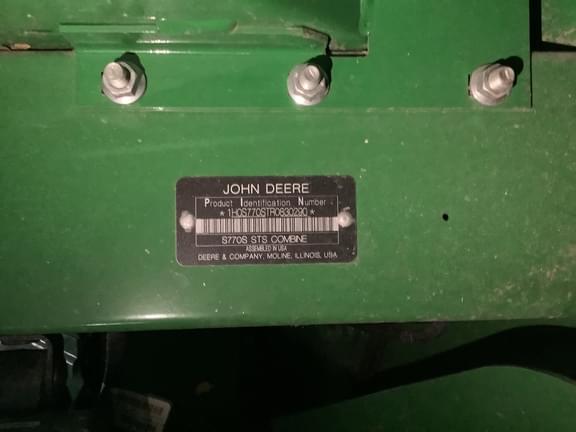 JOHN DEERE
Product Identification Number
*1H0S770STR0830290*
S770S STS COMBINE
ASSEMBLED IN USA
DEERE & COMPANY, MOLINE, ILLINOIS, USA